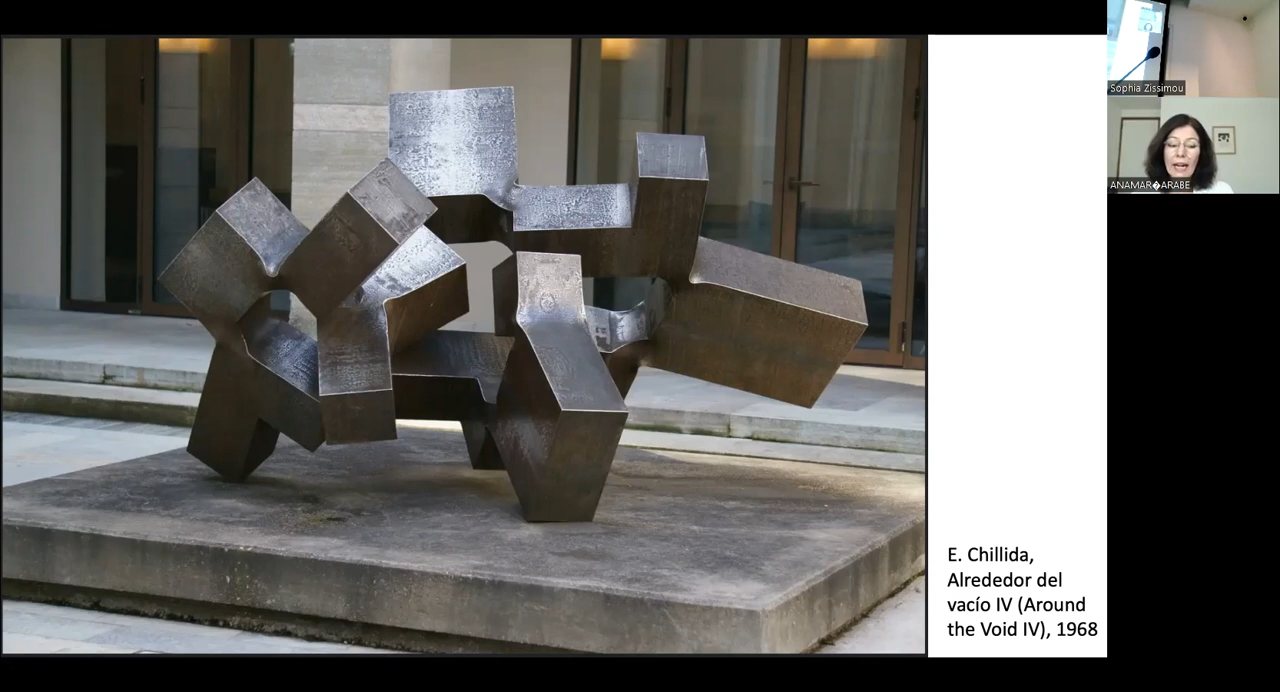 E. Chillida,
Alrededor del
vacío IV (Around
the Void IV), 1968
Sophia Zissimou
ANAMAR�ARABE